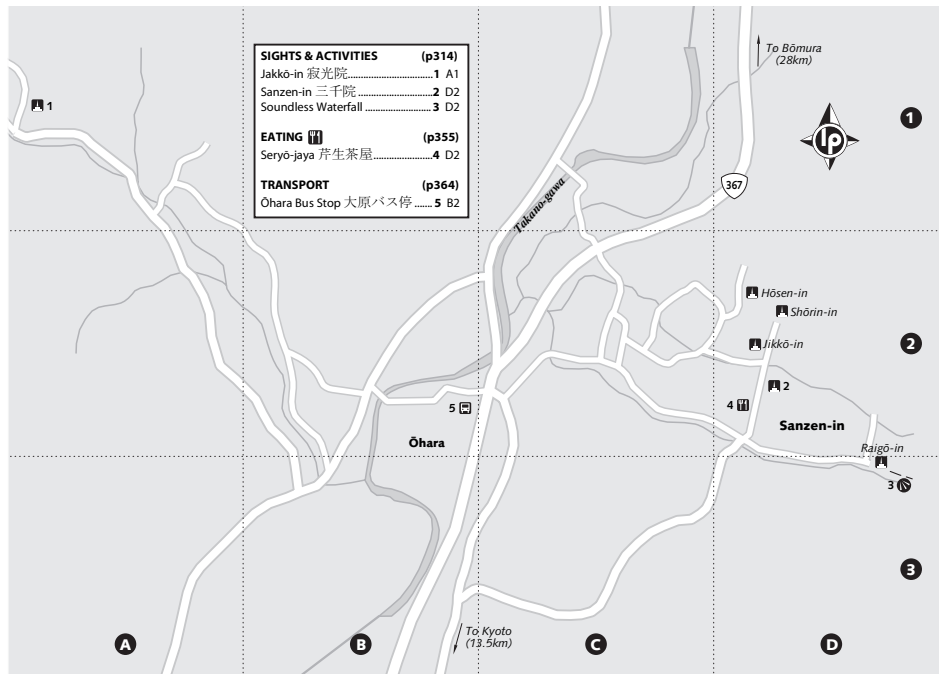 SIGHTS & ACTIVITIES (p314)
Jakkō-in 寂光院.................................1 A1
Sanzen-in 三千院.............................2 D2
Soundless Waterfall.........................3 D2
EATING (p355)
Seryō-jaya 芹生茶屋.......................4 D2
TRANSPORT (p364)
Ōhara Bus Stop 大原バス停.......5 B2
To Bōmura
(28km)
1
1
lp
367
Takano-gawa
Hōsen-in
Shōrin-in
Jikkō-in
2
2
4
5
Sanzen-in
Ōhara
Raigō-in
3
3
To Kyoto
(13.5km)
A
B
C
D